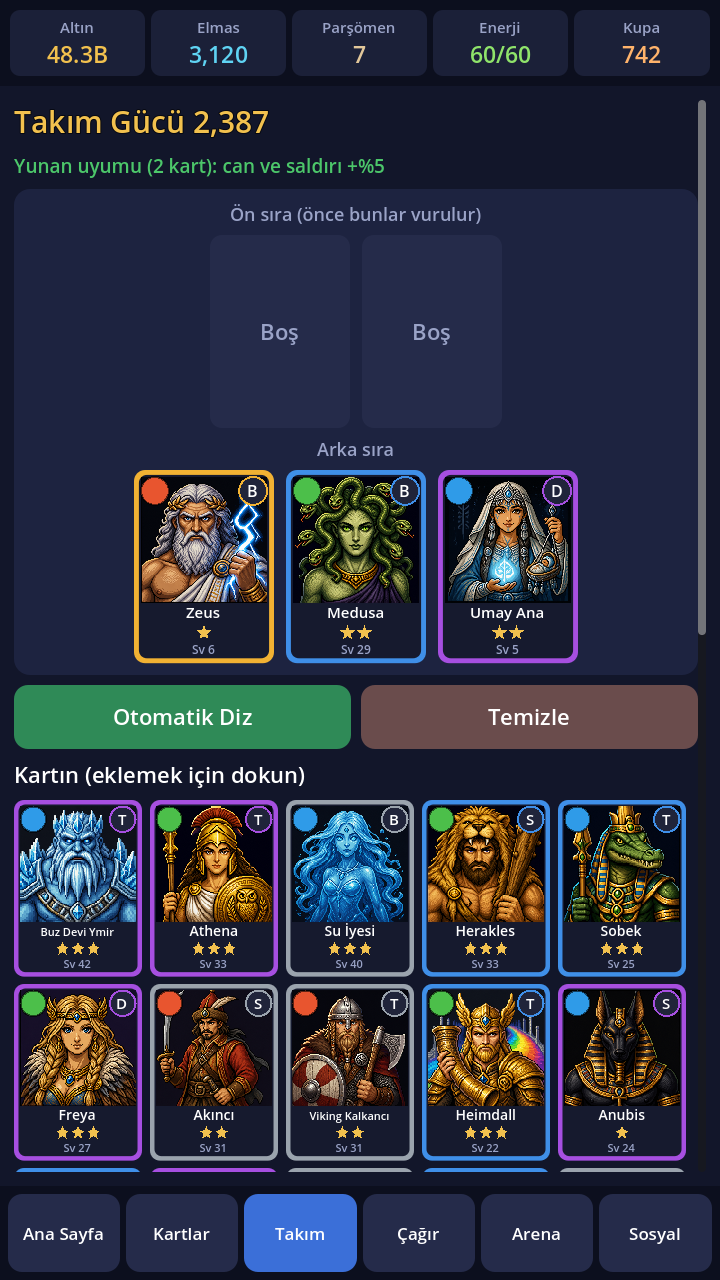 Altın Elmas Parşömen Enerji Kupa
48.3B 3,120 7 60/60 742
Takım Gücü 2,387
Yunan uyumu (2 kart): can ve saldırı +%5
Ön sıra (önce bunlar vurulur)
Boş Boş
Arka sıra
B B D
Zeus Medusa Umay Ana
Sv 6 Sv 29 Sv 5
Otomatik Diz Temizle
Kartın (eklemek için dokun)
T T B S T
Buz Devi Ymir Athena Su İyesi Herakles Sobek
Sv 42 Sv 33 Sv 40 Sv 33 Sv 25
D S T T S
Freya Akıncı Viking Kalkancı Heimdall Anubis
Sv 27 Sv 31 Sv 31 Sv 22 Sv 24
Ana Sayfa Kartlar Takım Çağır Arena Sosyal